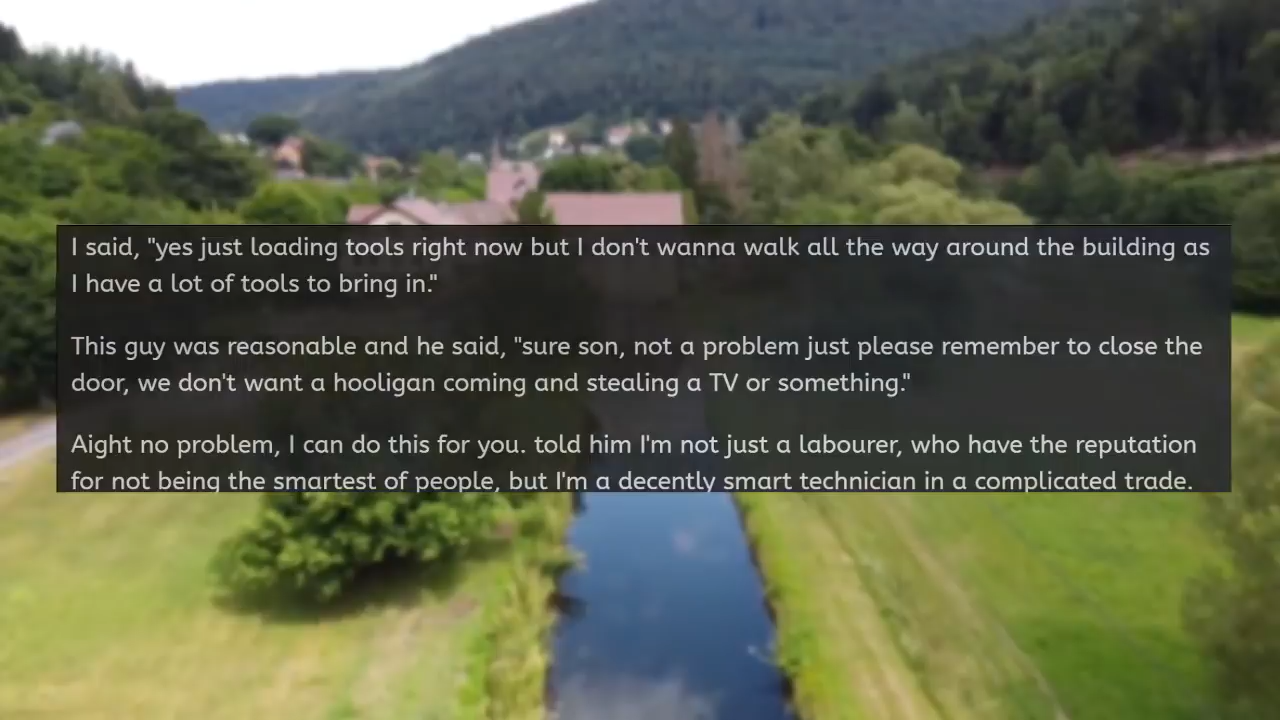 I said, "yes just loading tools right now but I don't wanna walk all the way around the building as
I have a lot of tools to bring in."
This guy was reasonable and he said, "sure son, not a problem just please remember to close the
door, we don't want a hooligan coming and stealing a TV or something."
Aight no problem, I can do this for you. told him I'm not just a labourer, who have the reputation
for not being the smartest of people, but I'm a decently smart technician in a complicated trade.